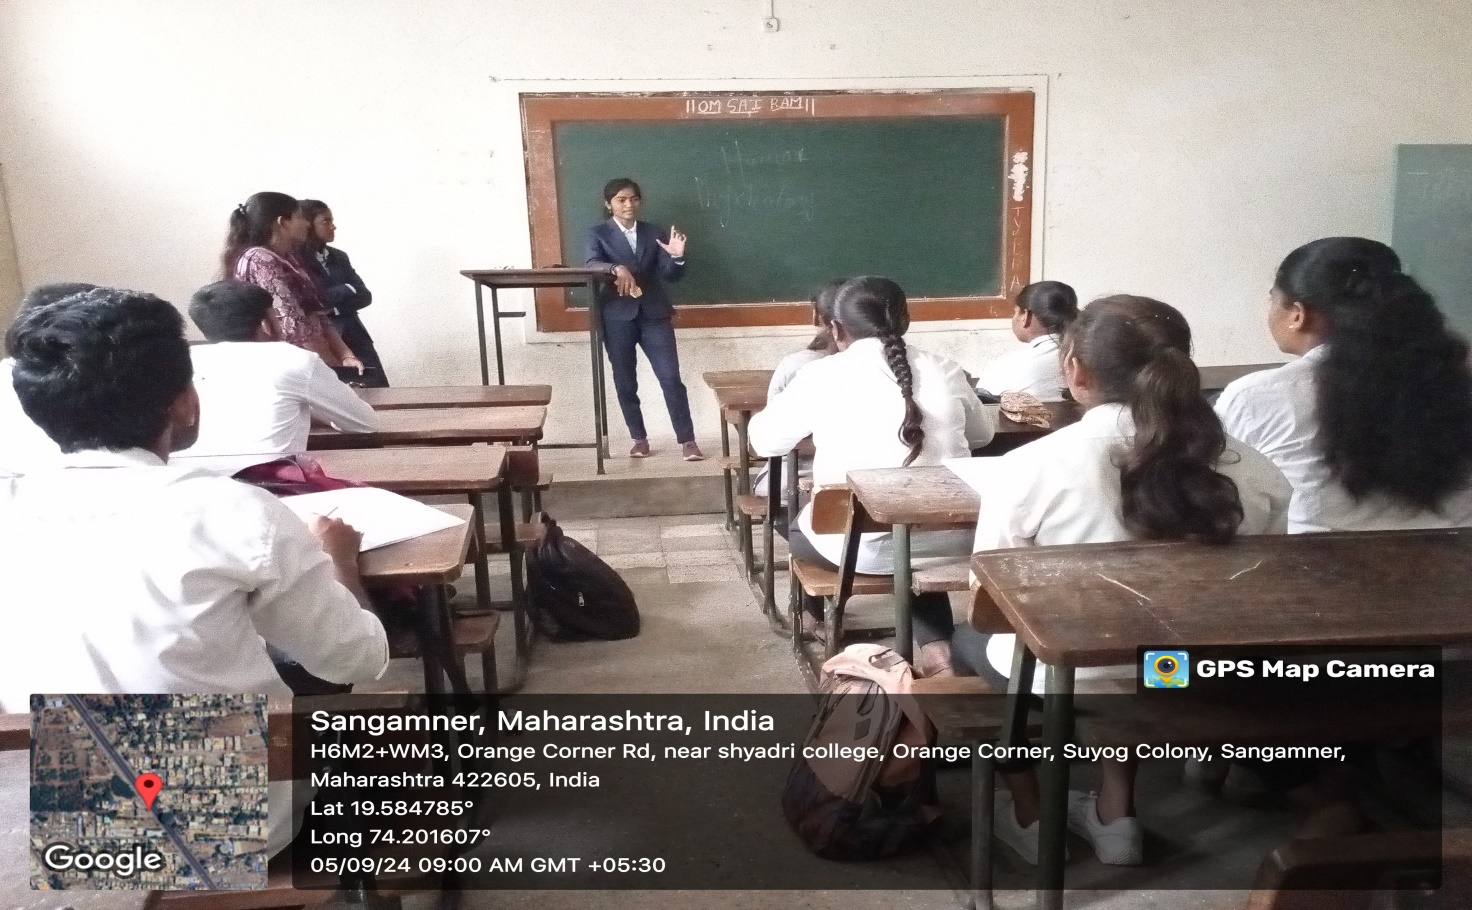 ||OM SAI RAM||
Human
Psychology
GPS Map Camera
Sangamner, Maharashtra, India
H6M2+WM3, Orange Corner Rd, near shyadri college, Orange Corner, Suyog Colony, Sangamner,
Maharashtra 422605, India
Lat 19.584785°
Long 74.201607°
05/09/24 09:00 AM GMT +05:30
Google